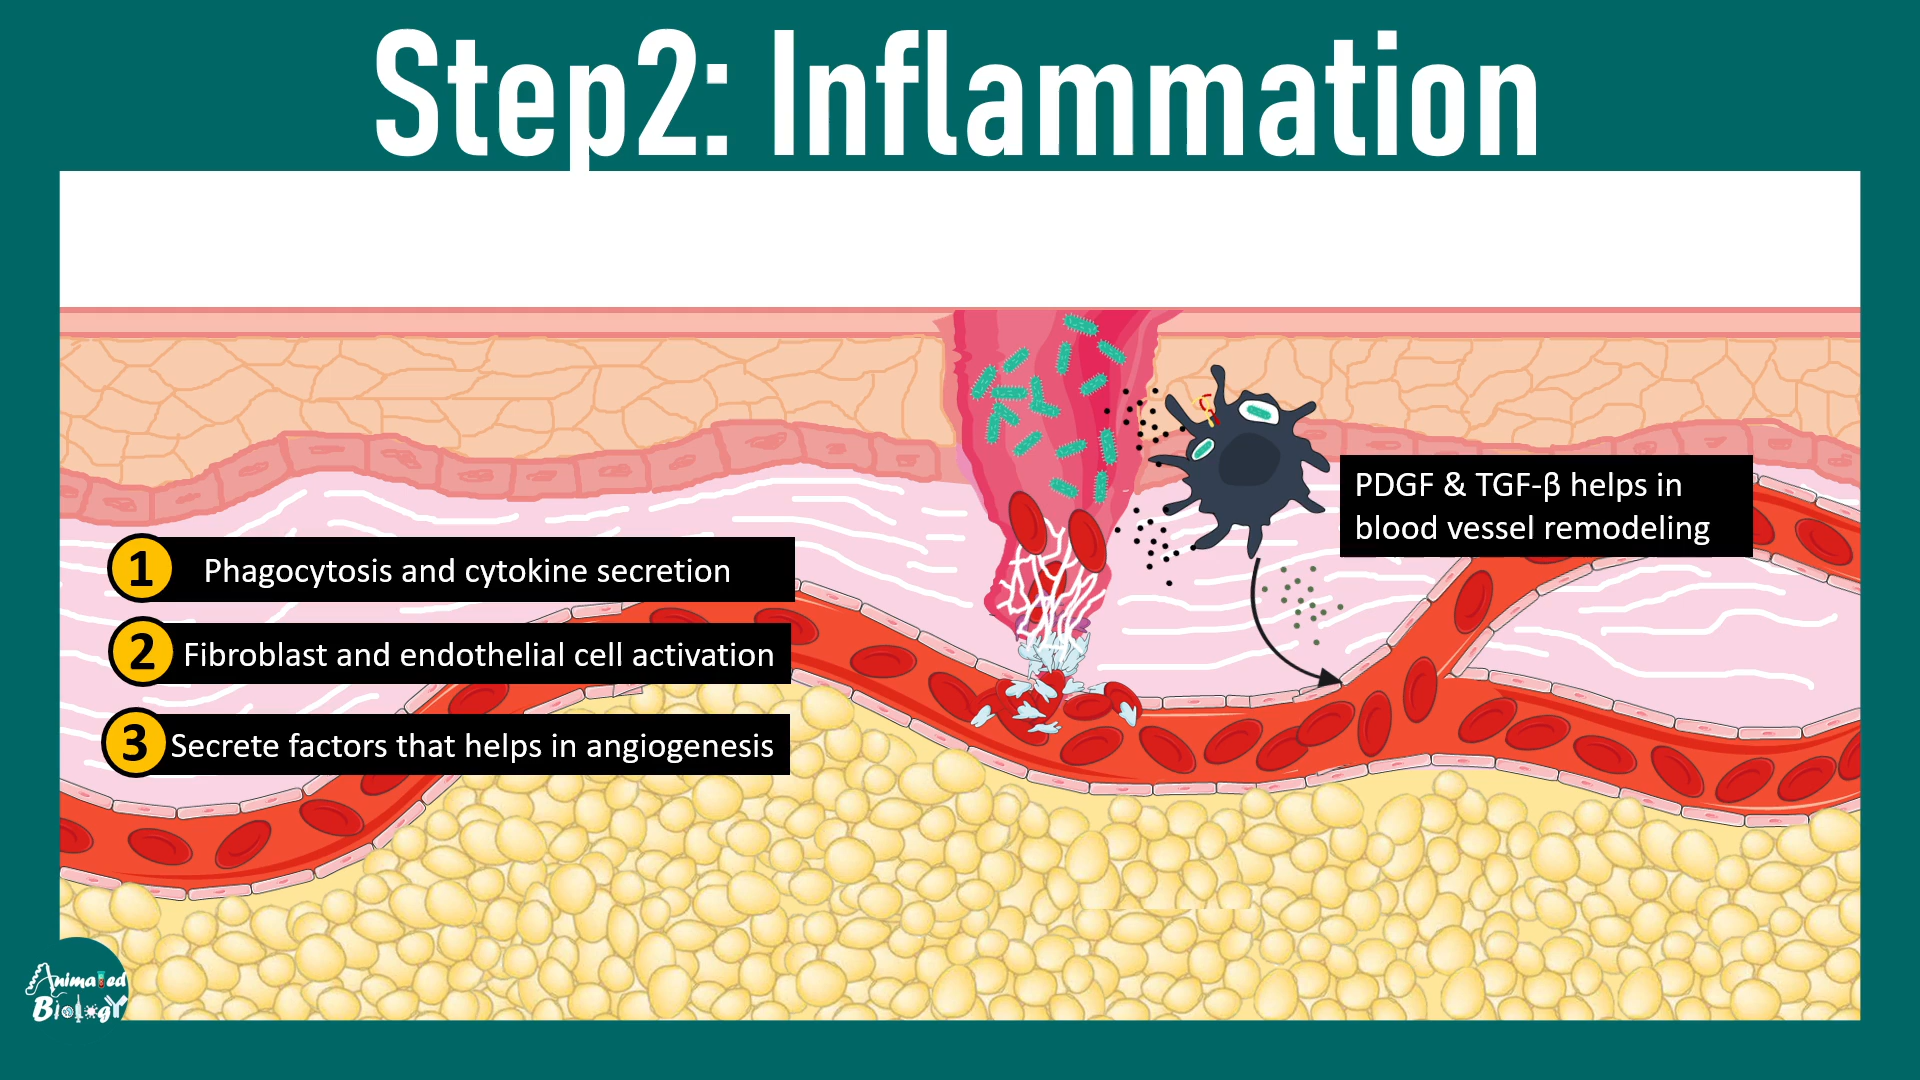 Step2: Inflammation
1 Phagocytosis and cytokine secretion
2 Fibroblast and endothelial cell activation
3 Secrete factors that helps in angiogenesis
PDGF & TGF-β helps in
blood vessel remodeling
Animated
Biology